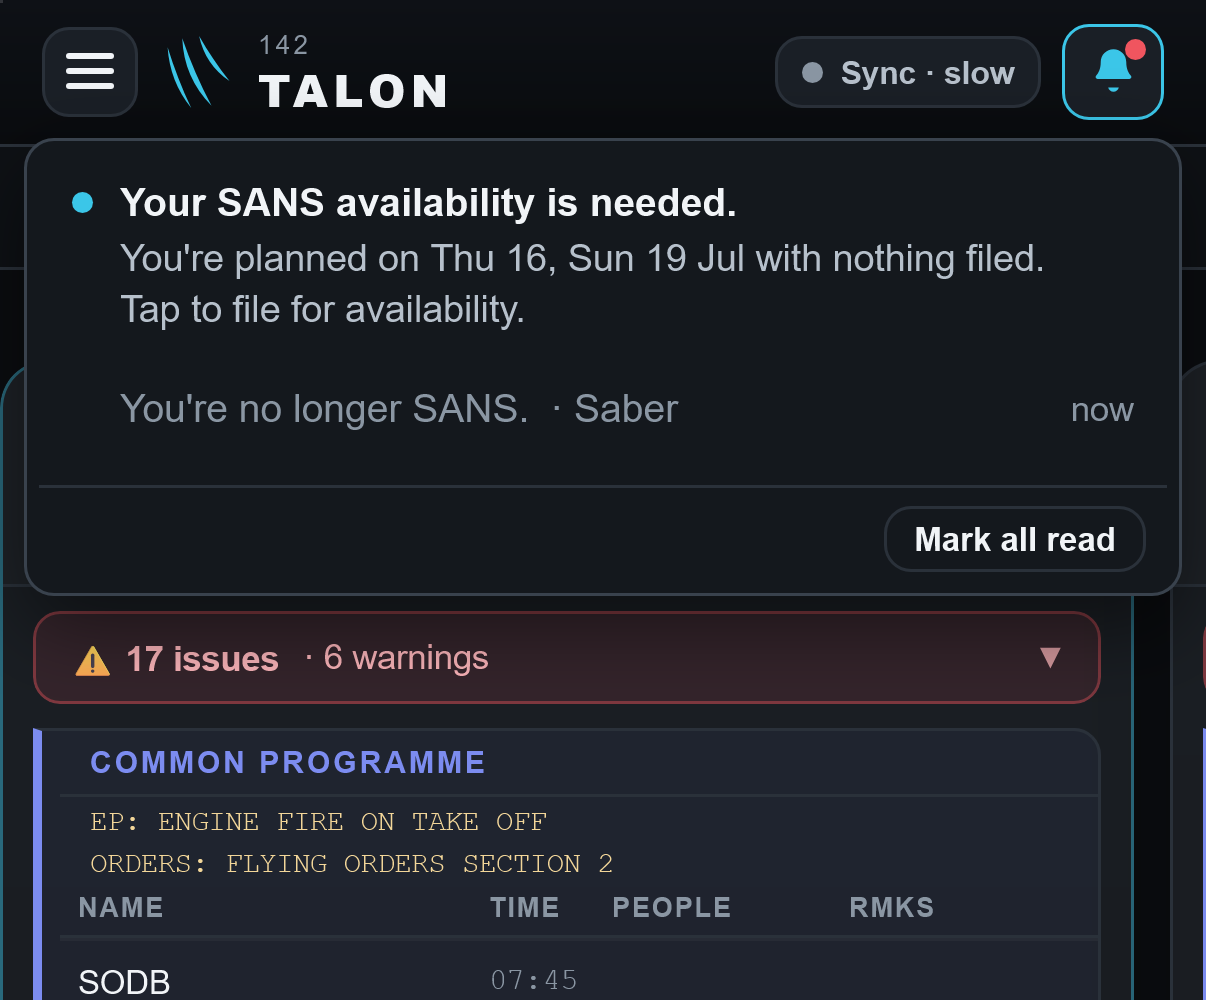 142
TALON
Sync · slow
Your SANS availability is needed.
You're planned on Thu 16, Sun 19 Jul with nothing filed.
Tap to file for availability.
You're no longer SANS. · Saber
now
Mark all read
17 issues · 6 warnings
COMMON PROGRAMME
EP: ENGINE FIRE ON TAKE OFF
ORDERS: FLYING ORDERS SECTION 2
NAME TIME PEOPLE RMKS
SODB 07:45